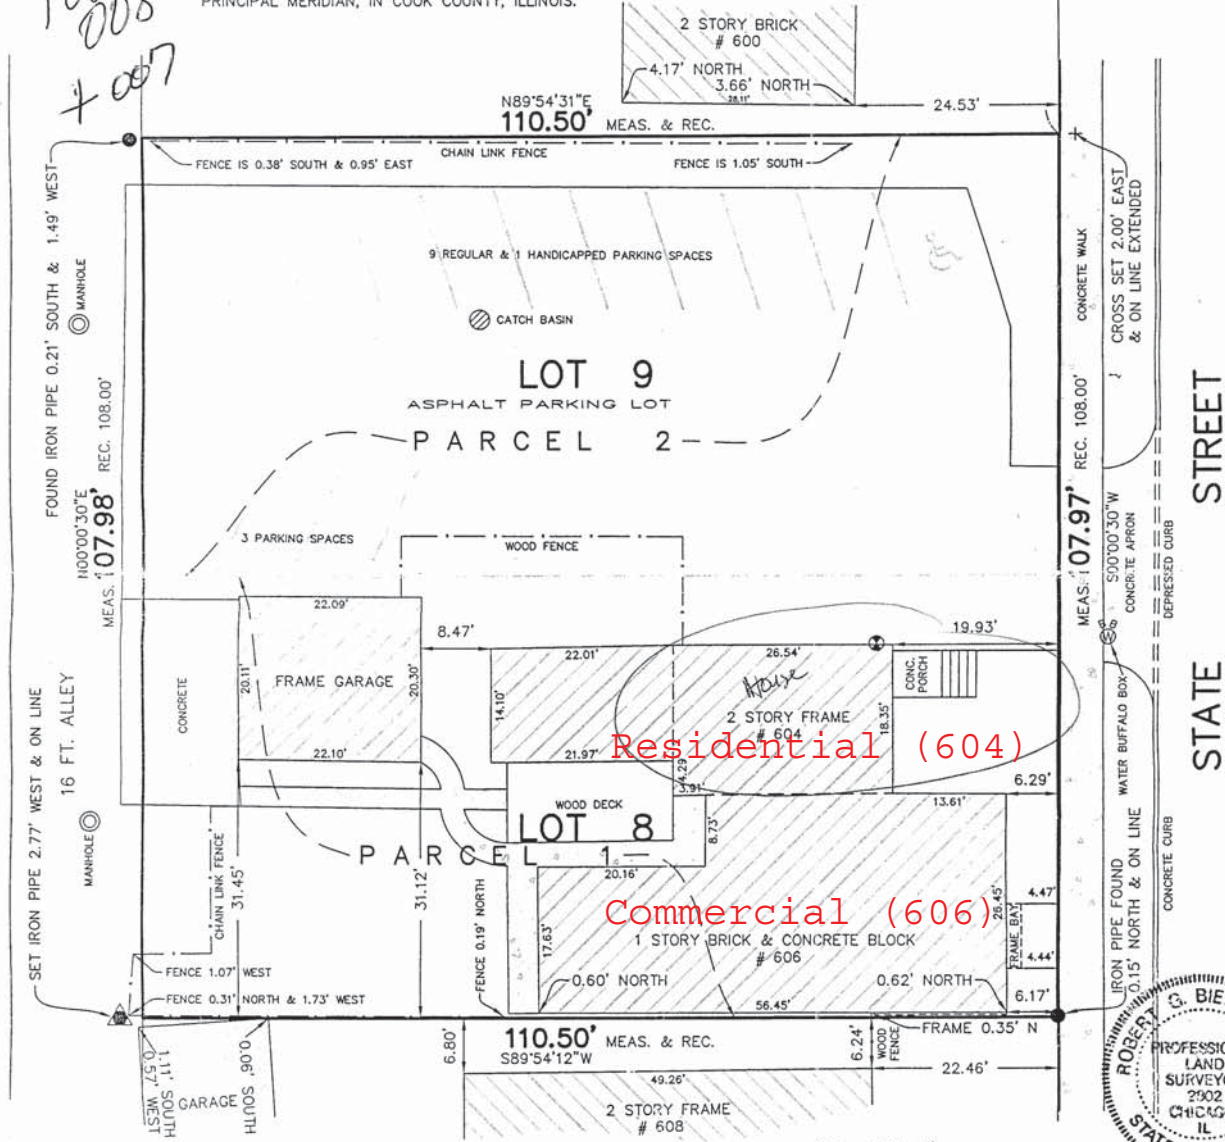 008
+ 007
PRINCIPAL MERIDIAN, IN COOK COUNTY, ILLINOIS.
2 STORY BRICK
# 600
4.17' NORTH
3.66' NORTH
28.11'
24.53'
N89°54'31"E
110.50' MEAS. & REC.
CHAIN LINK FENCE
FENCE IS 0.38' SOUTH & 0.95' EAST
FENCE IS 1.05' SOUTH
FOUND IRON PIPE 0.21' SOUTH & 1.49' WEST
MANHOLE
CROSS SET 2.00' EAST
& ON LINE EXTENDED
CONCRETE WALK
9 REGULAR & 1 HANDICAPPED PARKING SPACES
CATCH BASIN
LOT 9
ASPHALT PARKING LOT
PARCEL 2
REC. 108.00'
N00°00'30"E
MEAS. 107.98'
REC. 108.00'
MEAS. 107.97'
S00°00'30"W
CONCRETE APRON
DEPRESSED CURB
STATE STREET
3 PARKING SPACES
WOOD FENCE
22.09'
8.47'
20.11'
FRAME GARAGE
20.30'
22.10'
CONCRETE
22.01'
26.54'
19.93'
14.10'
House
CONC.
PORCH
2 STORY FRAME
# 604
18.35'
21.97'
Residential (604)
4.29'
3.91'
6.29'
13.61'
WATER BUFFALO BOX
WOOD DECK
LOT 8
8.73'
PARCEL 1
20.16'
SET IRON PIPE 2.77' WEST & ON LINE
16 FT. ALLEY
MANHOLE
CHAIN LINK FENCE
31.45'
31.12'
FENCE 0.19' NORTH
17.63'
Commercial (606)
1 STORY BRICK & CONCRETE BLOCK
# 606
26.45'
FRAME BAY
4.47'
4.44'
6.17'
IRON PIPE FOUND
0.15' NORTH & ON LINE
CONCRETE CURB
FENCE 1.07' WEST
FENCE 0.31' NORTH & 1.73' WEST
0.60' NORTH
0.62' NORTH
56.45'
110.50' MEAS. & REC.
S89°54'12"W
FRAME 0.35' N
WOOD
FENCE
6.80'
6.24'
22.46'
49.26'
2 STORY FRAME
# 608
1.11' SOUTH
0.57' WEST
GARAGE
0.06' SOUTH
ROBERT G. BIE
PROFESSIO
LAND
SURVEYO
2902
CHICAG
IL
STAT